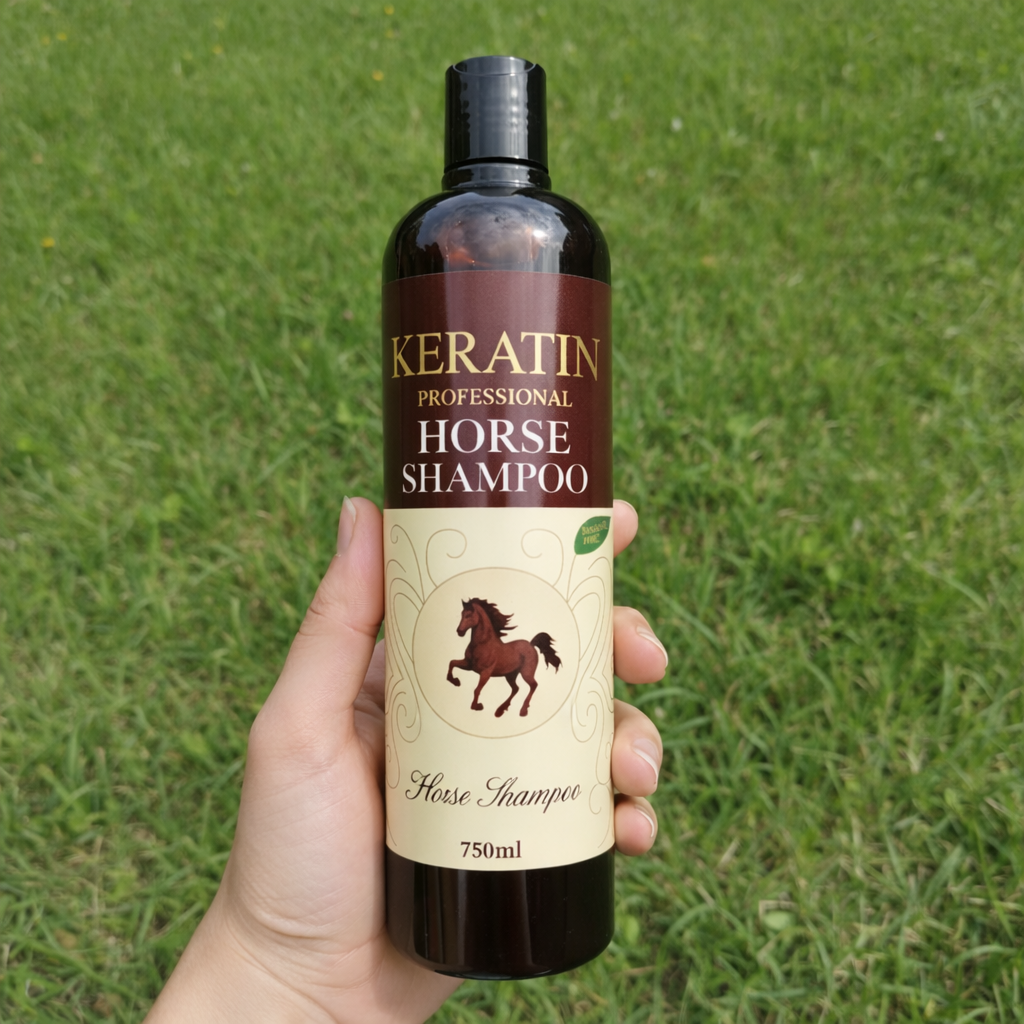 KERATIN
PROFESSIONAL
HORSE
SHAMPOO
Horse Shampoo
750ml